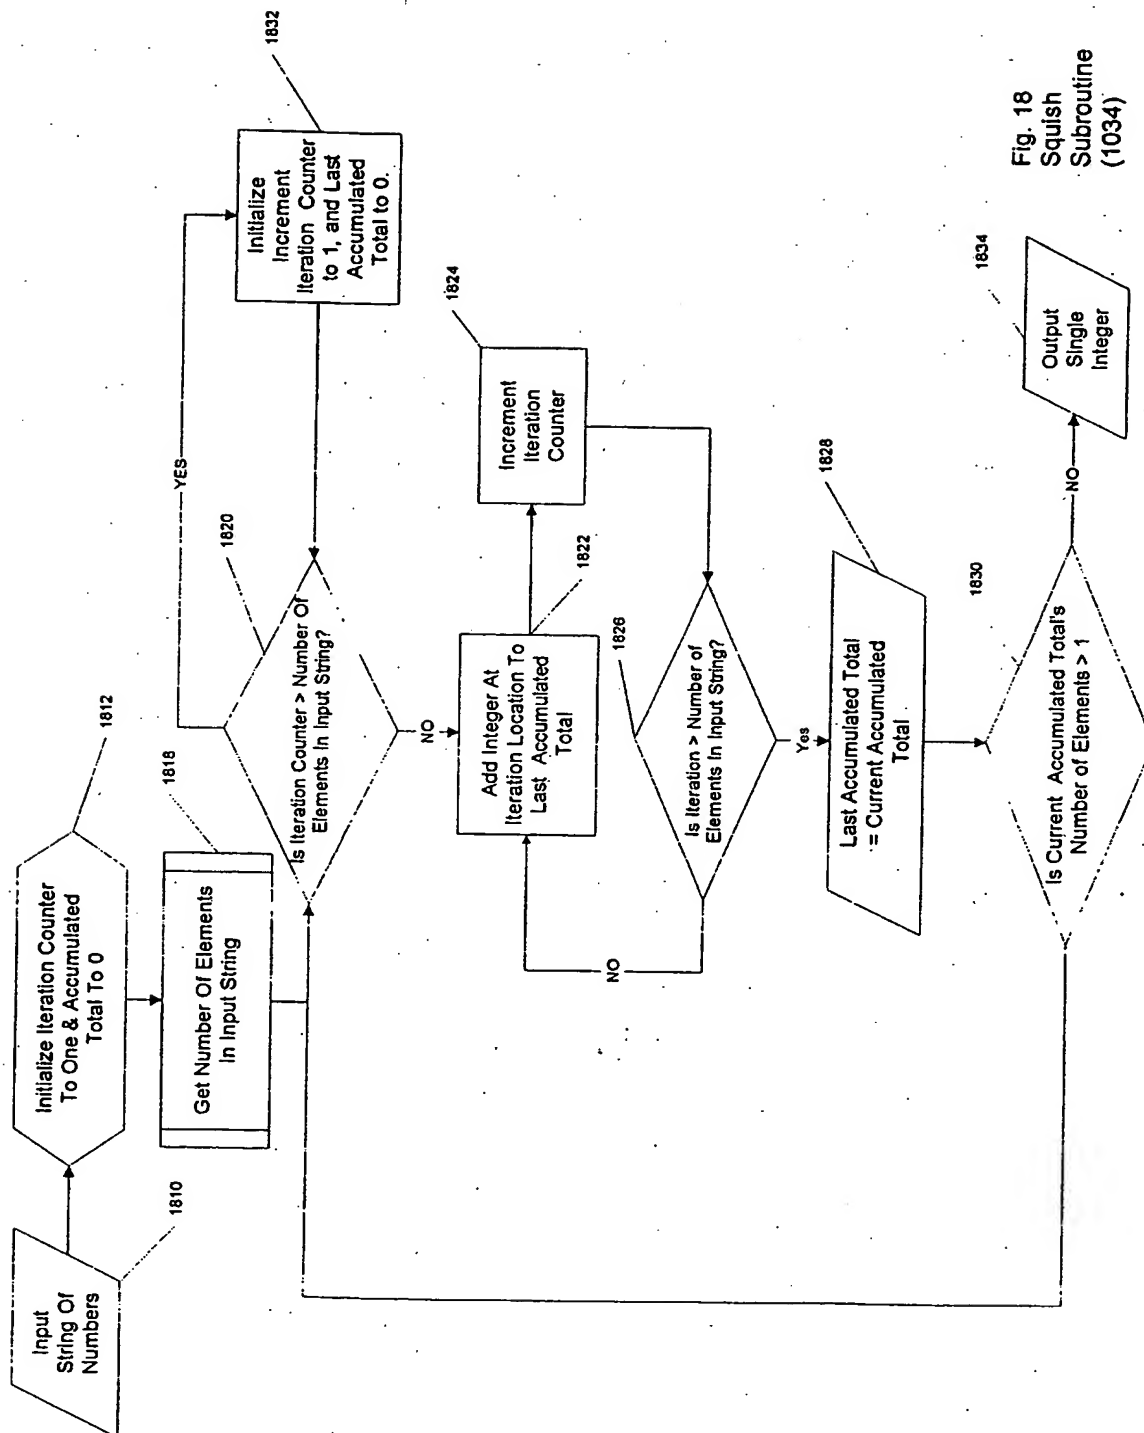 Input
String Of
Numbers
1810
Initialize Iteration Counter
To One & Accumulated
Total To 0
1812
Get Number Of Elements
In Input String
1818
Is Iteration Counter > Number Of
Elements In Input String?
1820
YES
Initialize
Increment
Iteration Counter
to 1, and Last
Accumulated
Total to 0.
1832
NO
Add Integer At
Iteration Location To
Last Accumulated
Total
1822
Increment
Iteration
Counter
1824
Is Iteration > Number of
Elements In Input String?
1826
NO
Yes
Last Accumulated Total
= Current Accumulated
Total
1828
Is Current Accumulated Total's
Number of Elements > 1
1830
NO
Output
Single
Integer
1834
Fig. 18
Squish
Subroutine
(1034)